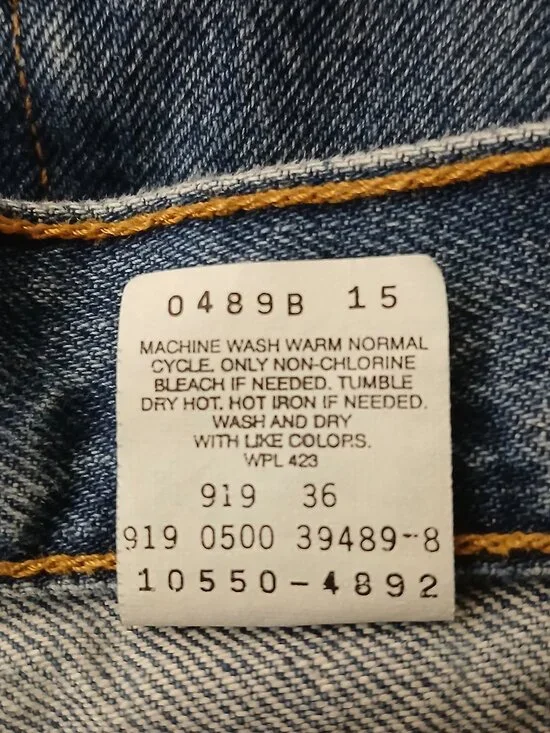 0489B 15
MACHINE WASH WARM NORMAL
CYCLE. ONLY NON-CHLORINE
BLEACH IF NEEDED. TUMBLE
DRY HOT. HOT IRON IF NEEDED.
WASH AND DRY
WITH LIKE COLORS.
WPL 423
919 36
919 0500 39489-8
10550-4892